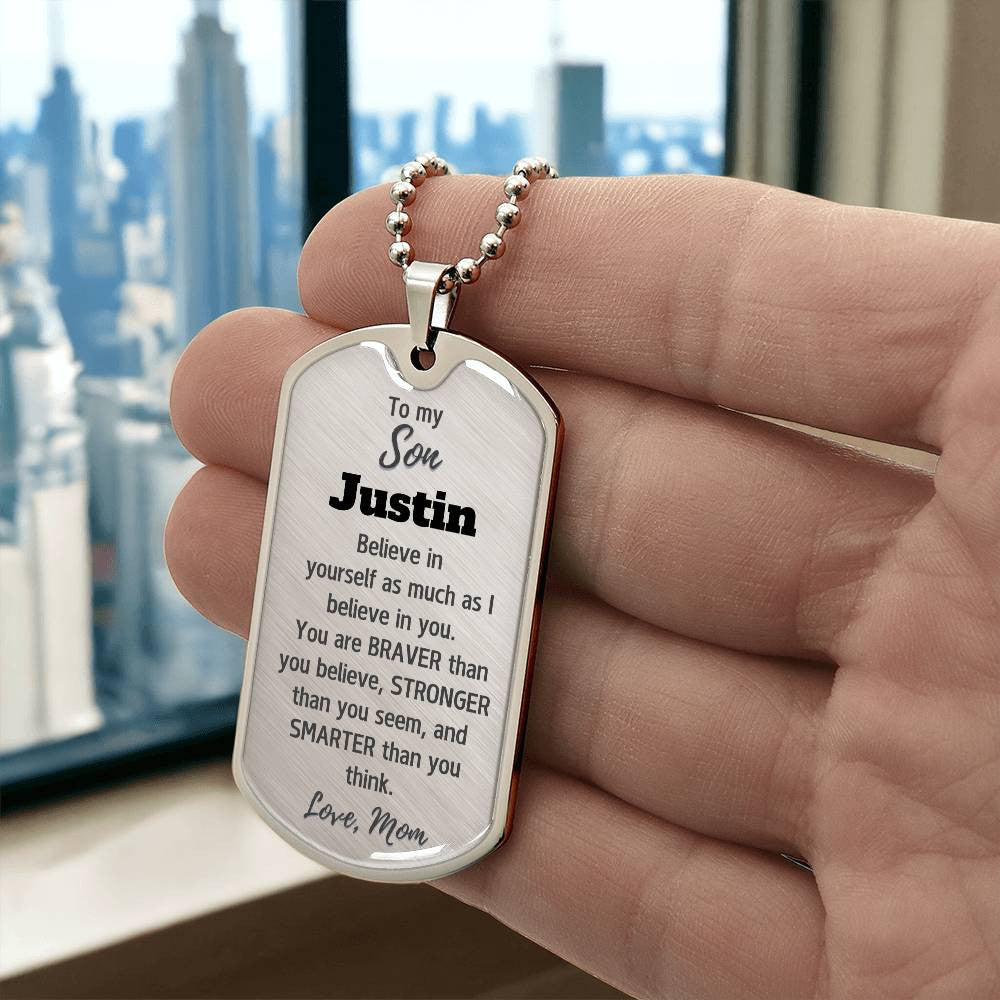 To my
Son
Justin
Believe in
yourself as much as I
believe in you.
You are BRAVER than
you believe, STRONGER
than you seem, and
SMARTER than you
think.
Love, Mom